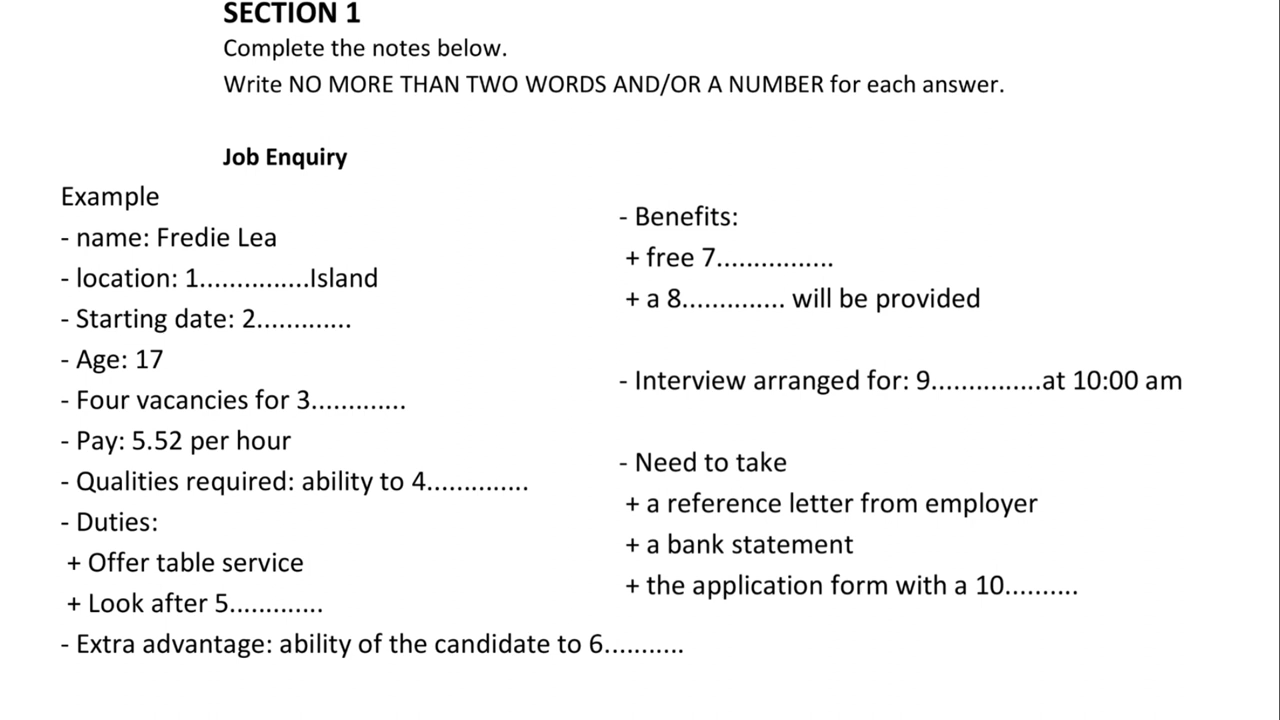 SECTION 1
Complete the notes below.
Write NO MORE THAN TWO WORDS AND/OR A NUMBER for each answer.
Job Enquiry
Example
- name: Fredie Lea
- location: 1...............Island
- Starting date: 2.............
- Age: 17
- Four vacancies for 3.............
- Pay: 5.52 per hour
- Qualities required: ability to 4..............
- Duties:
+ Offer table service
+ Look after 5.............
- Extra advantage: ability of the candidate to 6...........
- Benefits:
+ free 7................
+ a 8.............. will be provided
- Interview arranged for: 9...............at 10:00 am
- Need to take
+ a reference letter from employer
+ a bank statement
+ the application form with a 10..........